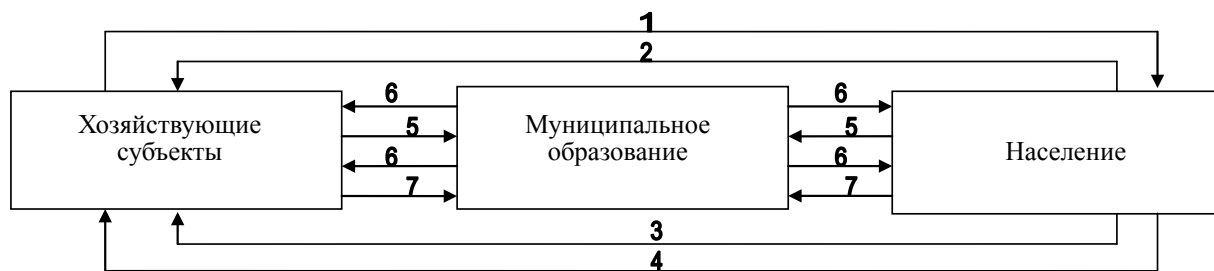 1
2
6 6
Хозяйствующие
субъекты
5
Муниципальное
образование
5
Население
6 6
7 7
3
4